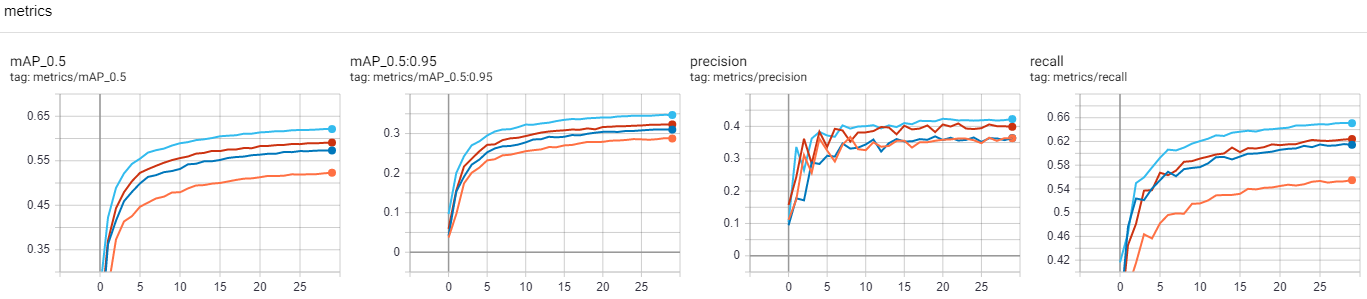 metrics
mAP_0.5
tag: metrics/mAP_0.5
0.65
0.55
0.45
0.35
0 5 10 15 20 25
mAP_0.5:0.95
tag: metrics/mAP_0.5:0.95
0.3
0.2
0.1
0
0 5 10 15 20 25
precision
tag: metrics/precision
0.4
0.3
0.2
0.1
0
0 5 10 15 20 25
recall
tag: metrics/recall
0.66
0.62
0.58
0.54
0.5
0.46
0.42
0 5 10 15 20 25